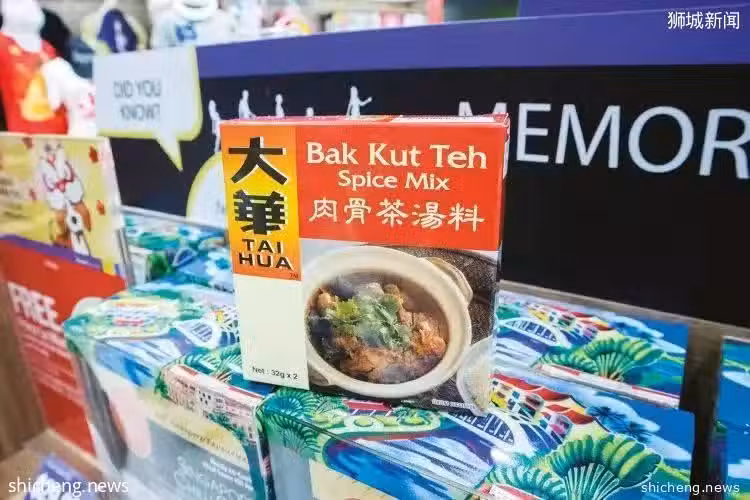 狮城新闻
DID YOU
KNOW?
MEMOR
大華
TAI
HUA
Bak Kut Teh
Spice Mix
肉骨茶湯料
Net : 32g x 2
FREE
shicheng.news
shicheng.news